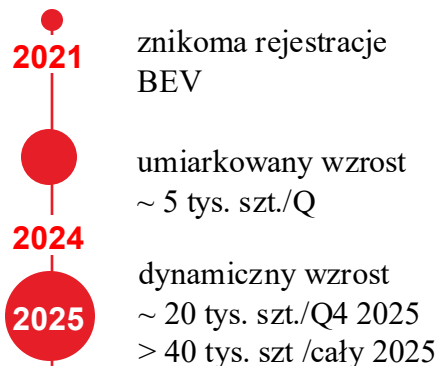 2021
znikoma rejestracje
BEV
umiarkowany wzrost
~ 5 tys. szt./Q
2024
dynamiczny wzrost
2025
~ 20 tys. szt./Q4 2025
> 40 tys. szt /cały 2025